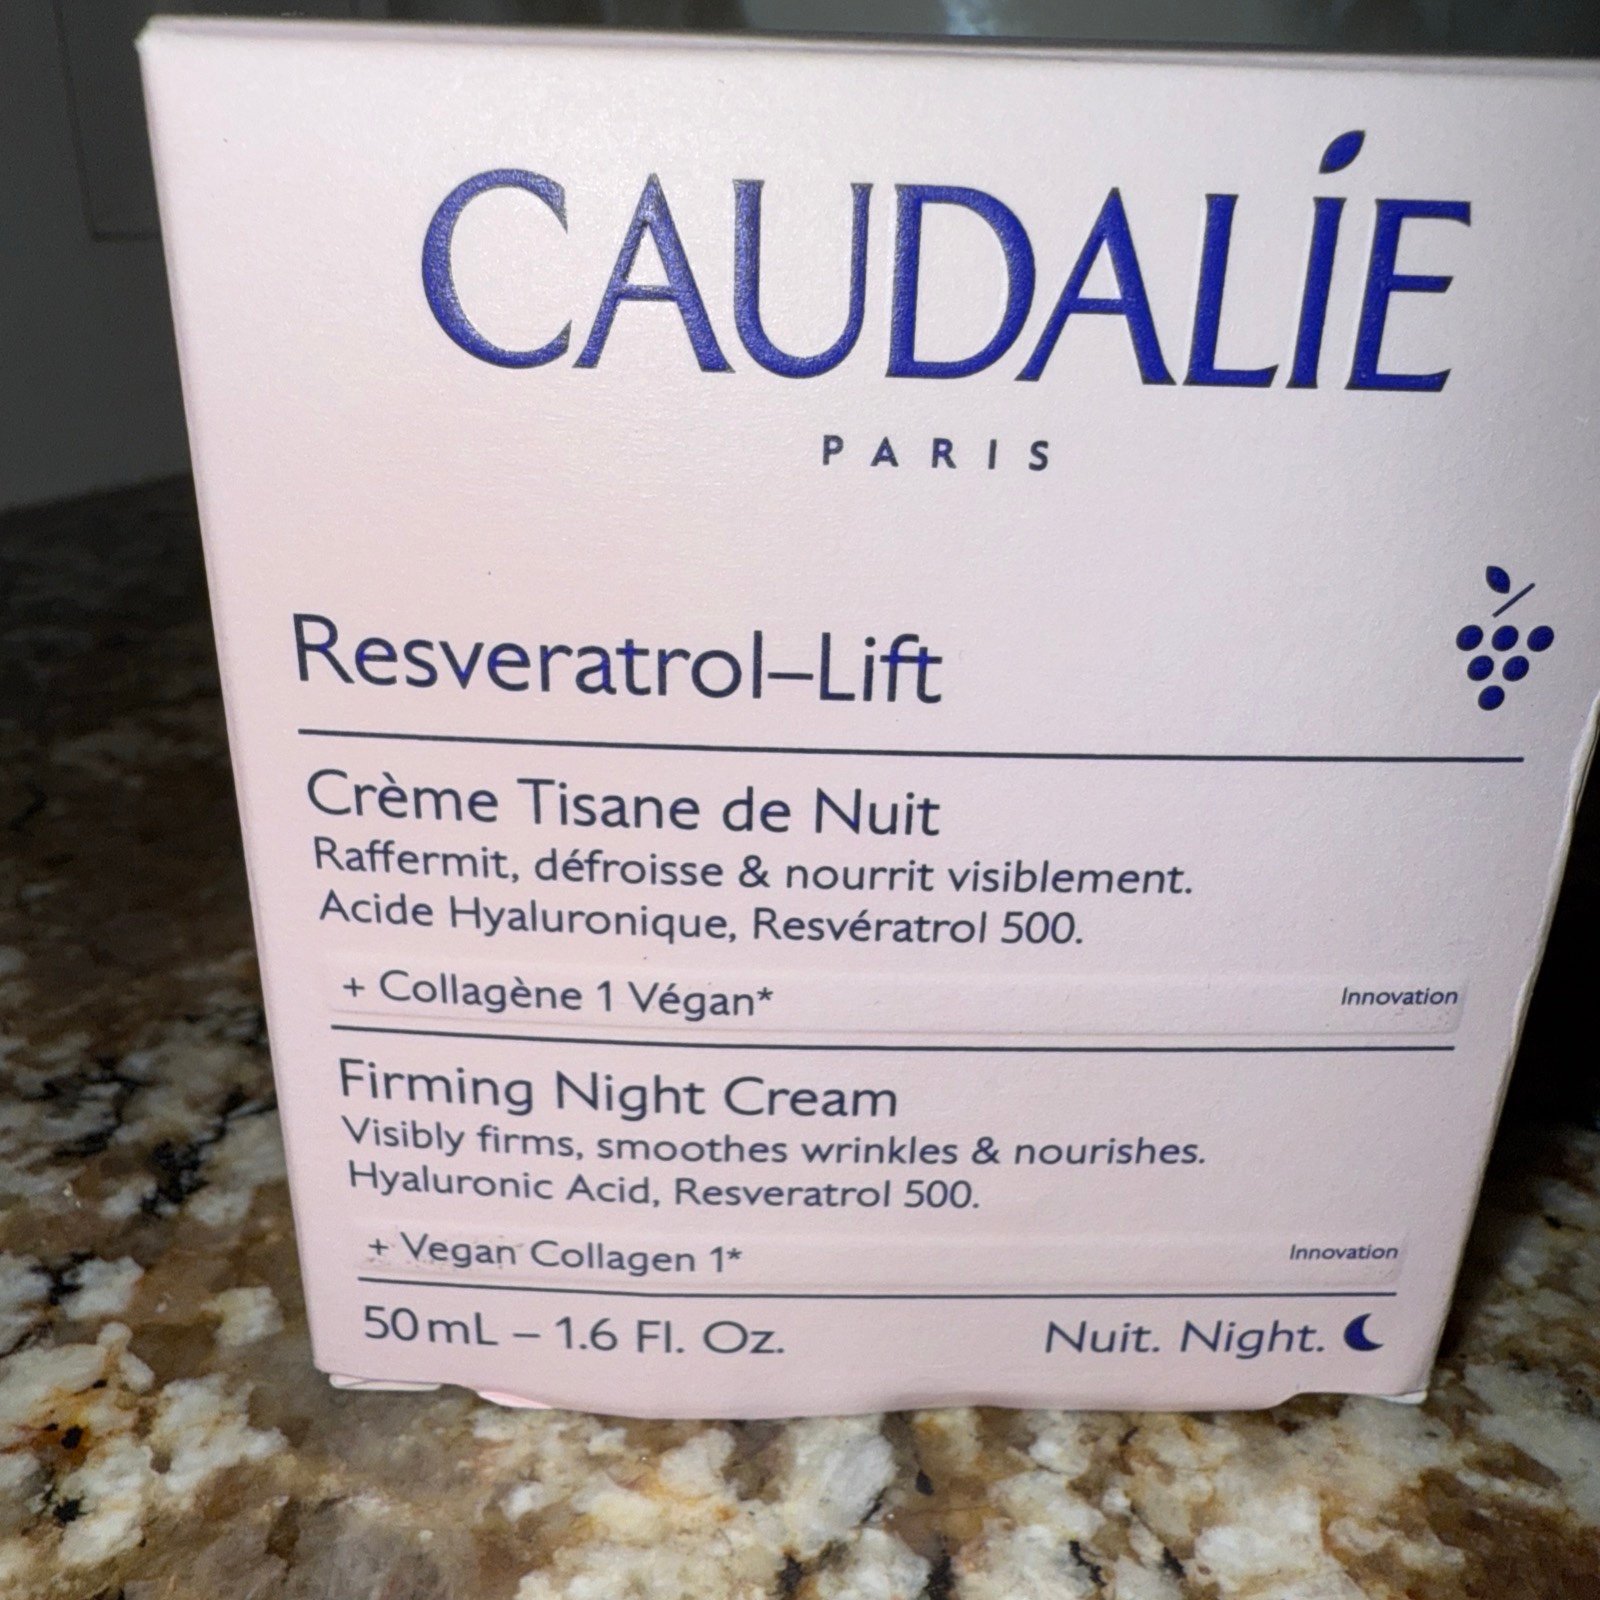 CAUDALÍE
PARIS
Resveratrol–Lift
Crème Tisane de Nuit
Raffermit, défroisse & nourrit visiblement.
Acide Hyaluronique, Resvératrol 500.
+ Collagène 1 Végan*
Innovation
Firming Night Cream
Visibly firms, smoothes wrinkles & nourishes.
Hyaluronic Acid, Resveratrol 500.
+ Vegan Collagen 1*
Innovation
50 mL – 1.6 Fl. Oz.
Nuit. Night.